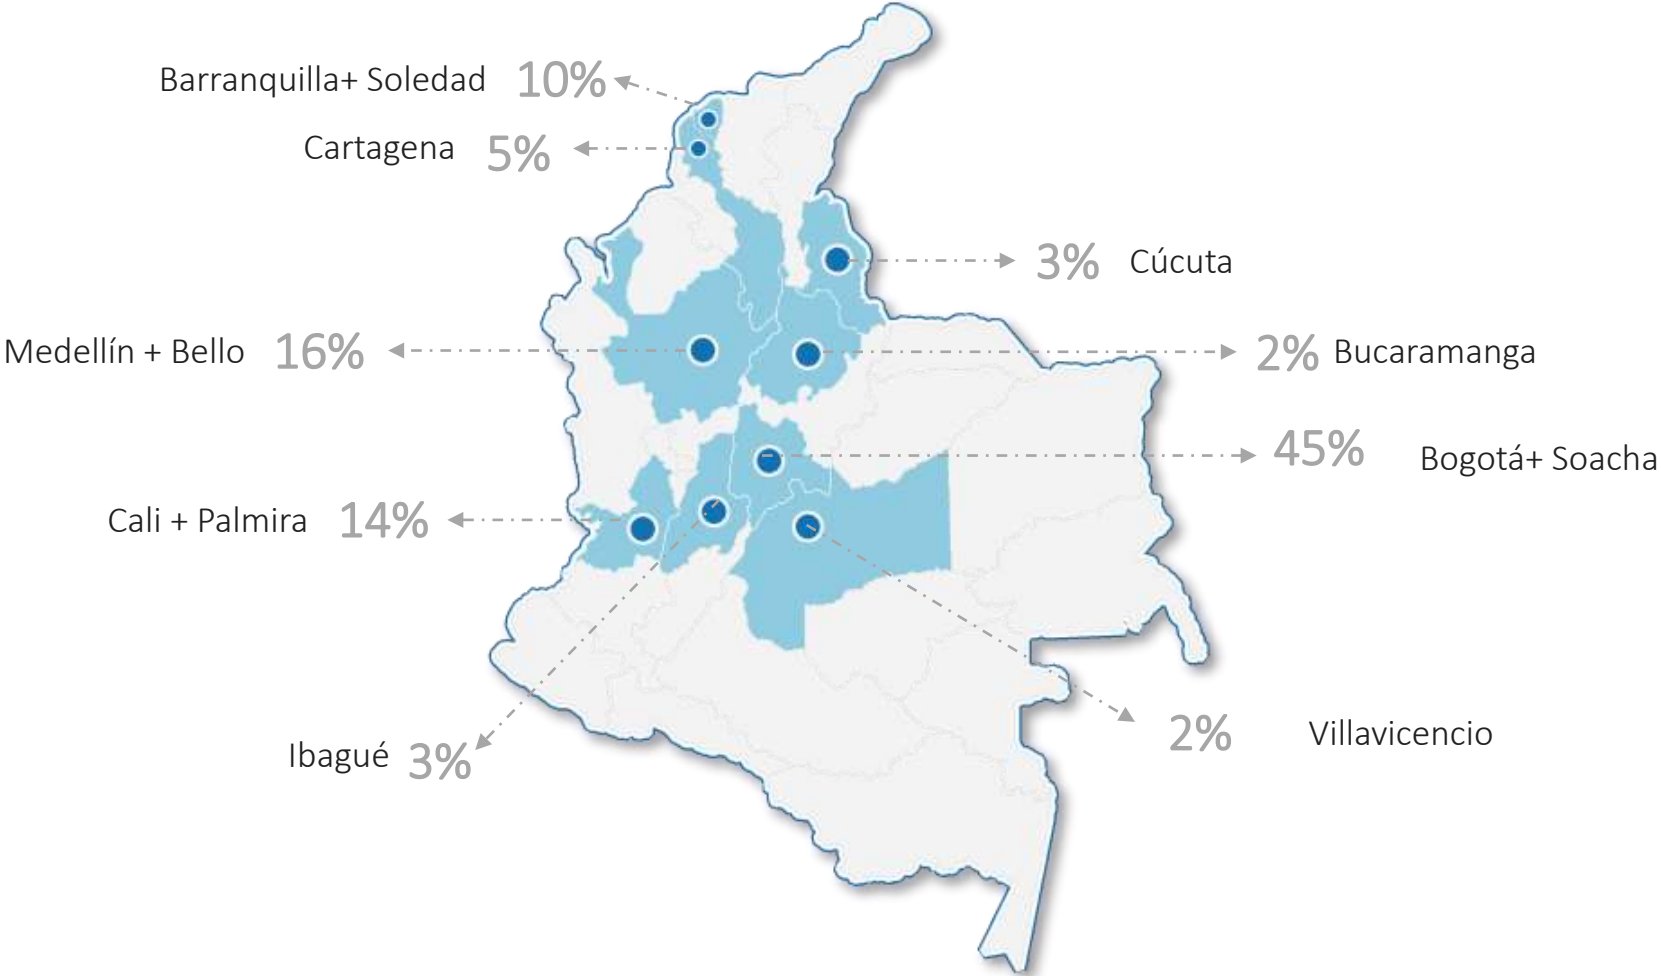 Barranquilla+ Soledad 10%
Cartagena 5%
3% Cúcuta
Medellín + Bello 16%
2% Bucaramanga
45% Bogotá+ Soacha
Cali + Palmira 14%
Ibagué 3%
2% Villavicencio